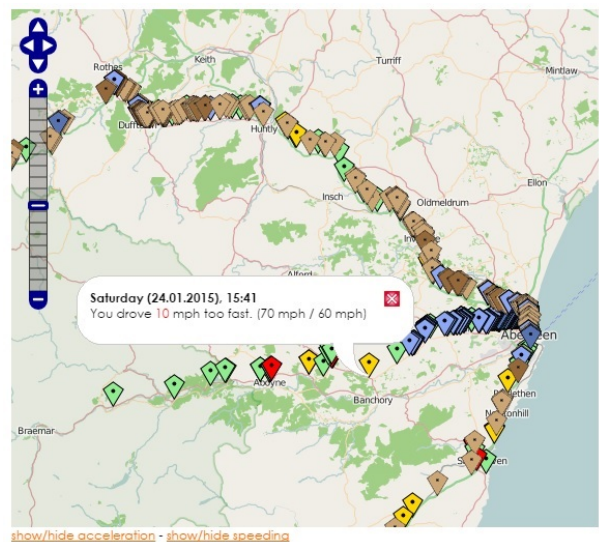 Keith
Turriff
Mintlaw
Rothes
Huntly
Ellon
Insch
Oldmeldrum
Alford
Saturday (24.01.2015), 15:41
You drove 10 mph too fast. (70 mph / 60 mph)
Aboyne
Banchory
Braemar
show/hide acceleration - show/hide speeding